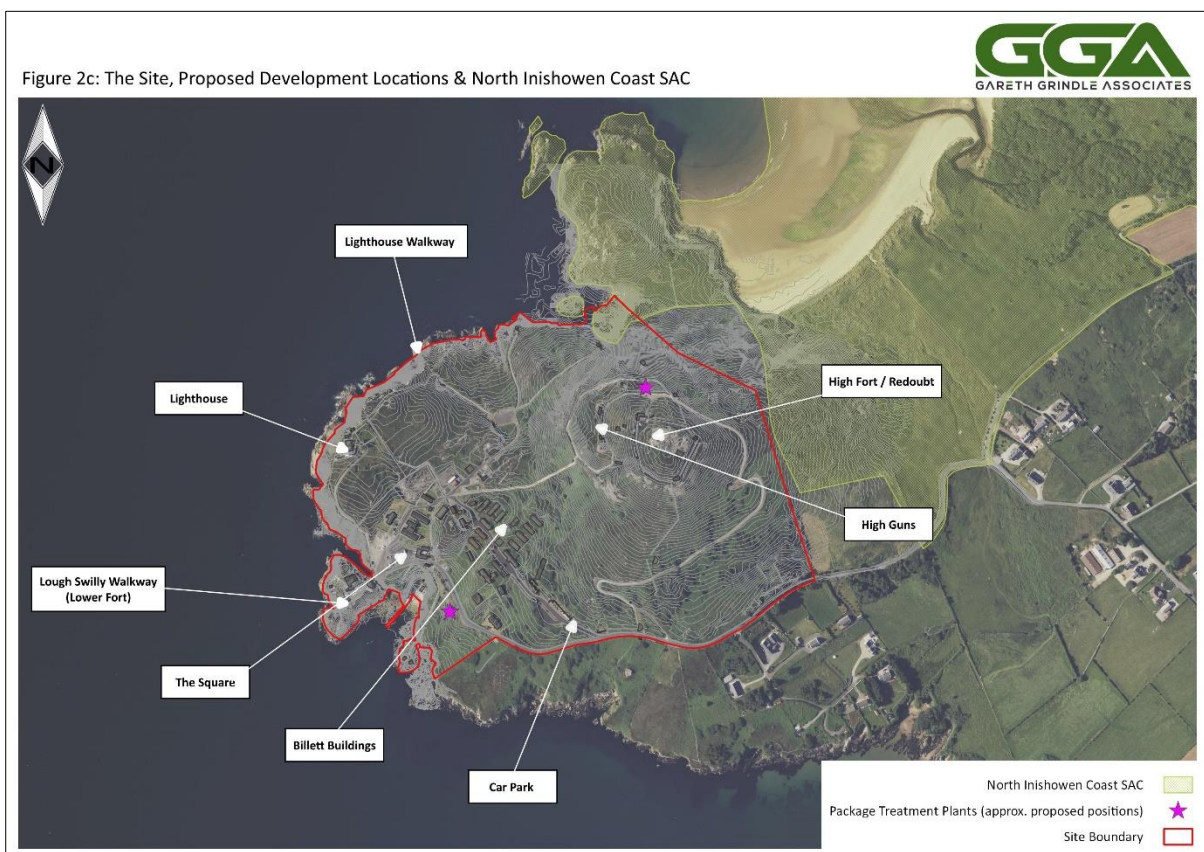 GGA
GARETH GRINDLE ASSOCIATES
Figure 2c: The Site, Proposed Development Locations & North Inishowen Coast SAC
N
Lighthouse Walkway
Lighthouse
High Fort / Redoubt
High Guns
Lough Swilly Walkway
(Lower Fort)
The Square
Billett Buildings
Car Park
North Inishowen Coast SAC
Package Treatment Plants (approx. proposed positions)
Site Boundary